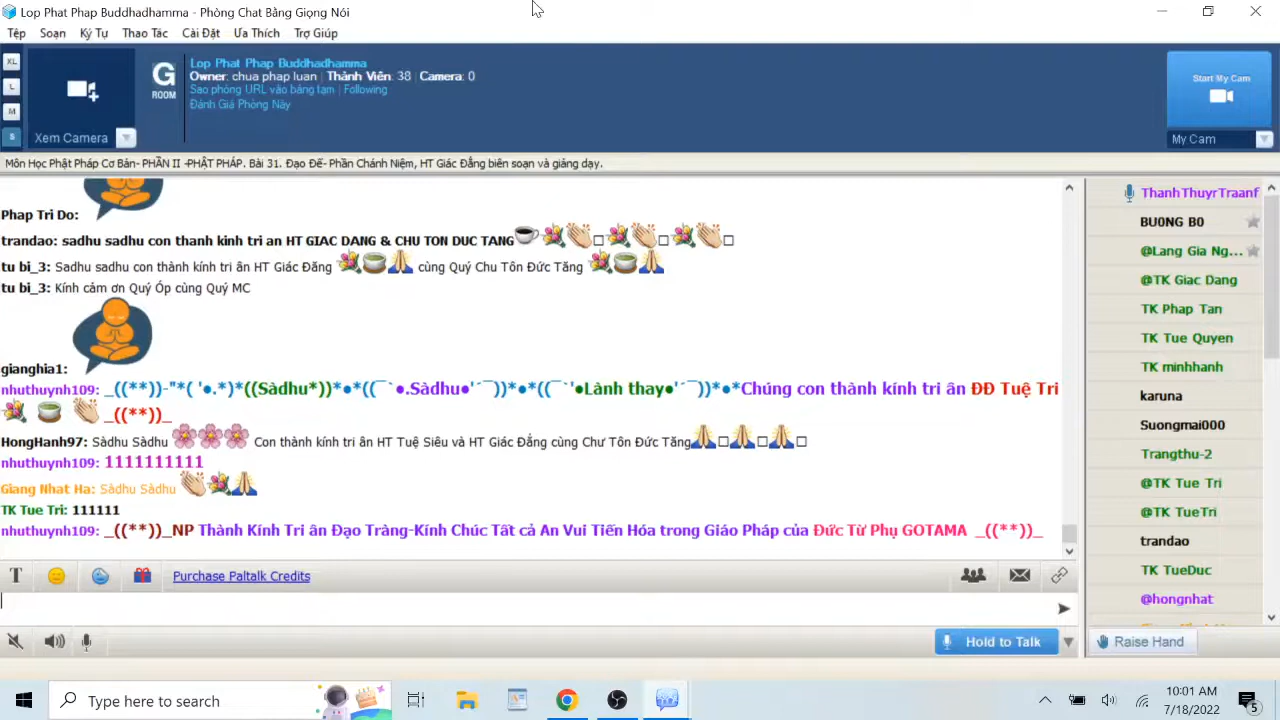 Lop Phat Phap Buddhadhamma - Phòng Chat Bằng Giọng Nói
Tệp Soạn Ký Tự Thao Tác Cài Đặt Ưa Thích Trợ Giúp
XL
L
M
S
Xem Camera
G
ROOM
Lop Phat Phap Buddhadhamma
Owner: chua phap luan | Thành Viên: 38 | Camera: 0
Sao phòng URL vào bảng tạm | Following
Đánh Giá Phòng Này
Start My Cam
My Cam
Môn Học Phật Pháp Cơ Bản- PHẦN II -PHẬT PHÁP. Bài 31. Đạo Đế- Phần Chánh Niệm, HT Giác Đẳng biên soạn và giảng dạy.
Phap Tri Do:
trandao: sadhu sadhu con thanh kinh tri an HT GIAC DANG & CHU TON DUC TANG
tu bi_3: Sadhu sadhu con thành kính tri ân HT Giác Đăng cùng Quý Chu Tôn Đức Tăng
tu bi_3: Kính cảm ơn Quý Óp cùng Quý MC
gianghia1:
nhuthuynh109: _((**))-"*( '●.*)*((Sàdhu*))*●*((¯`●.Sàdhu●'´¯))*●*((¯`'●Lành thay●'´¯))*●*Chúng con thành kính tri ân ĐĐ Tuệ Tri
_((**))_
HongHanh97: Sàdhu Sàdhu Con thành kính tri ân HT Tuệ Siêu và HT Giác Đẳng cùng Chư Tôn Đức Tăng
nhuthuynh109: 1111111111
Giang Nhat Ha: Sàdhu Sàdhu
TK Tue Tri: 111111
nhuthuynh109: _((**))_NP Thành Kính Tri ân Đạo Tràng-Kính Chúc Tất cả An Vui Tiến Hóa trong Giáo Pháp của Đức Từ Phụ GOTAMA _((**))_
T Purchase Paltalk Credits
Hold to Talk
ThanhThuyrTraanf
BUONG B0
@Lang Gia Ng...
@TK Giac Dang
TK Phap Tan
TK Tue Quyen
TK minhhanh
karuna
Suongmai000
Trangthu-2
@TK Tue Tri
@TK TueTri
trandao
TK TueDuc
@hongnhat
Raise Hand
Type here to search
10:01 AM
7/18/2022
5